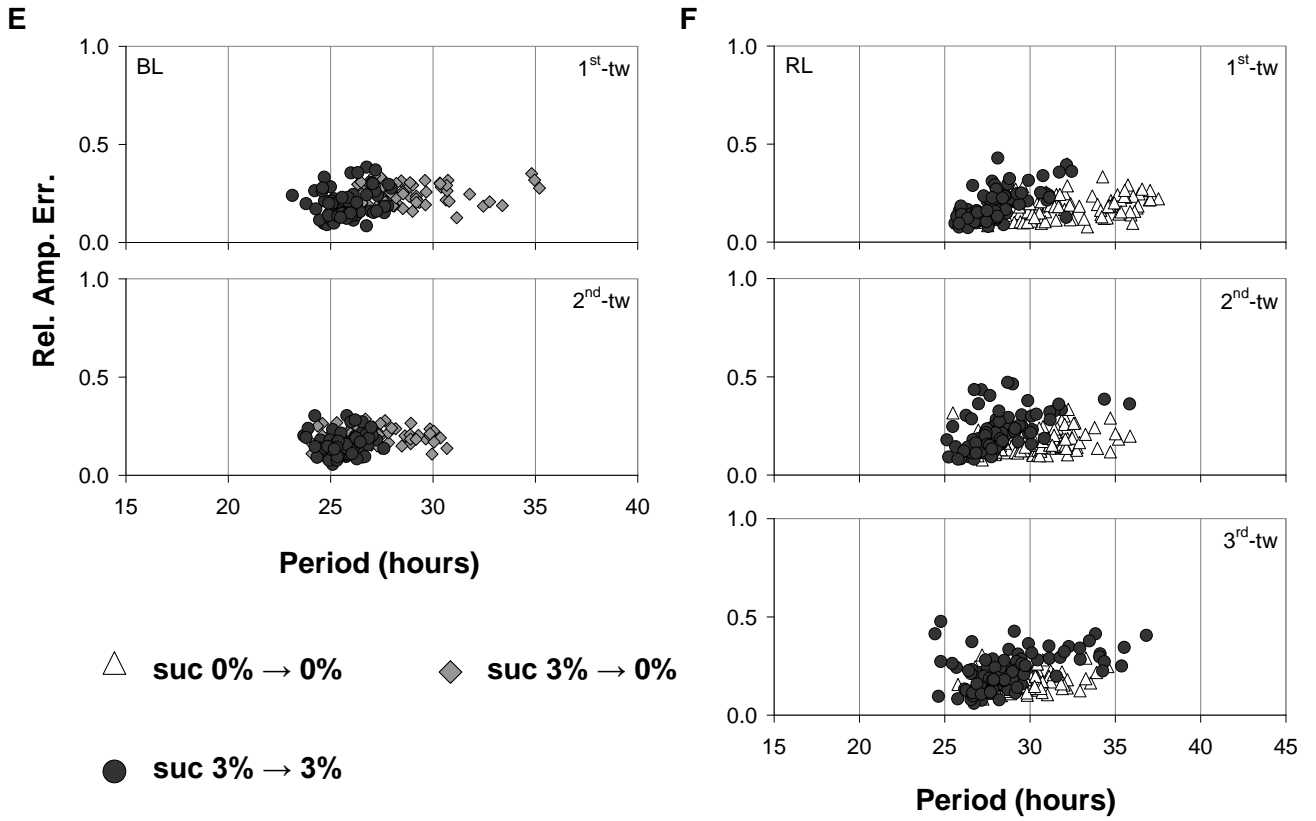 E
Rel. Amp. Err.
1.0
0.5
0.0
BL
1st-tw
1.0
0.5
0.0
2nd-tw
15 20 25 30 35 40
Period (hours)
suc 0% → 0%
suc 3% → 0%
suc 3% → 3%
F
1.0
0.5
0.0
RL
1st-tw
1.0
0.5
0.0
2nd-tw
1.0
0.5
0.0
3rd-tw
15 20 25 30 35 40 45
Period (hours)